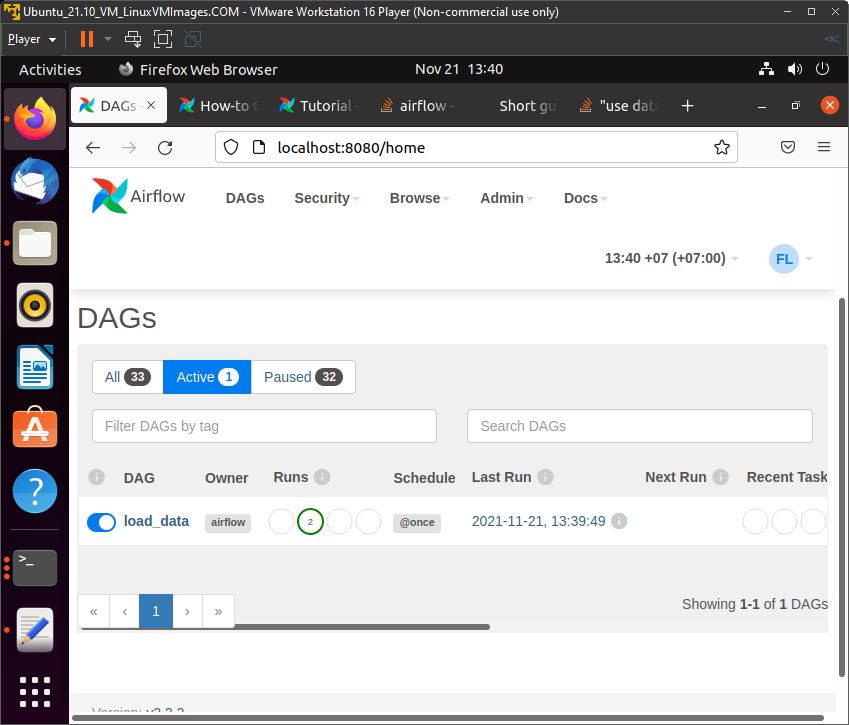 Ubuntu_21.10_VM_LinuxVMImages.COM - VMware Workstation 16 Player (Non-commercial use only)
Player
Activities Firefox Web Browser Nov 21 13:40
DAGs - How-to Tutorial airflow - Short gu "use dat
localhost:8080/home
Airflow DAGs Security Browse Admin Docs
13:40 +07 (+07:00) FL
DAGs
All 33 Active 1 Paused 32
Filter DAGs by tag Search DAGs
i DAG Owner Runs i Schedule Last Run i Next Run i Recent Task
load_data airflow 2 @once 2021-11-21, 13:39:49 i
« ‹ 1 › » Showing 1-1 of 1 DAGs
Version: v2.2.2